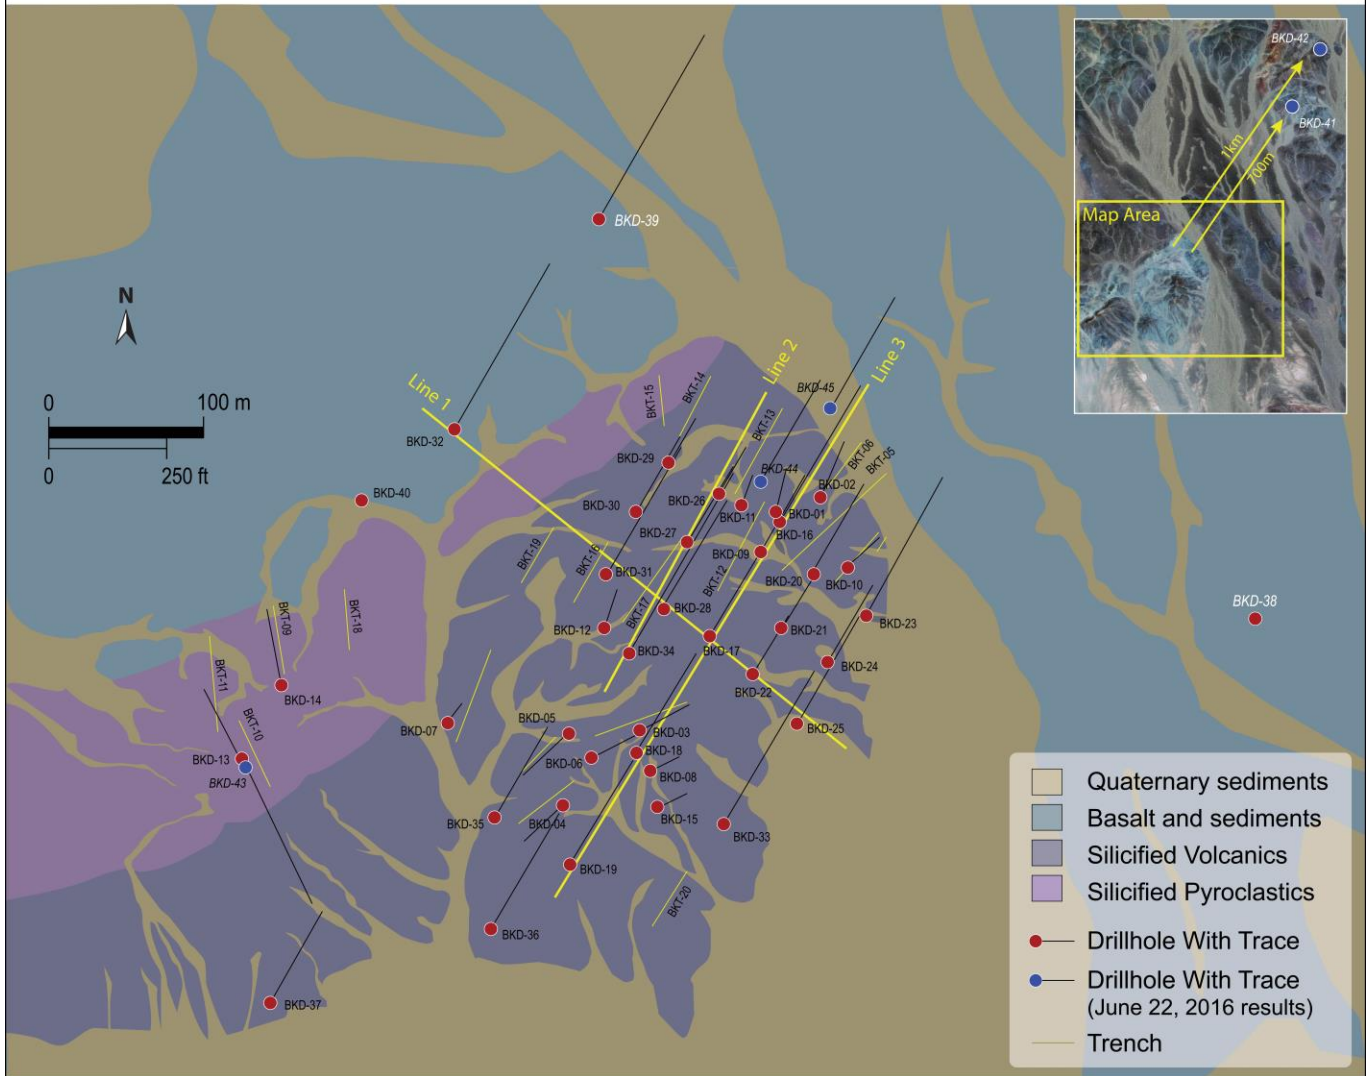 BKD-42
BKD-41
1km
700m
Map Area
BKD-39
N
0
100 m
0
250 ft
Line 1
Line 2
Line 3
BKD-32
BKT-15
BKT-14
BKD-45
BKT-13
BKD-29
BKT-06
BKT-05
BKD-44
BKD-02
BKD-40
BKD-26
BKD-30
BKD-11
BKD-01
BKD-16
BKD-27
BKT-19
BKT-16
BKD-09
BKD-31
BKT-12
BKD-20
BKD-10
BKD-38
BKT-09
BKT-18
BKT-17
BKD-28
BKD-12
BKD-21
BKD-23
BKD-17
BKD-34
BKD-24
BKT-11
BKD-14
BKD-22
BKT-10
BKD-07
BKD-05
BKD-03
BKD-25
BKD-13
BKD-43
BKD-06
BKD-18
BKD-08
BKD-35
BKD-04
BKD-15
BKD-33
BKD-19
BKT-20
BKD-36
BKD-37
Quaternary sediments
Basalt and sediments
Silicified Volcanics
Silicified Pyroclastics
Drillhole With Trace
Drillhole With Trace
(June 22, 2016 results)
Trench